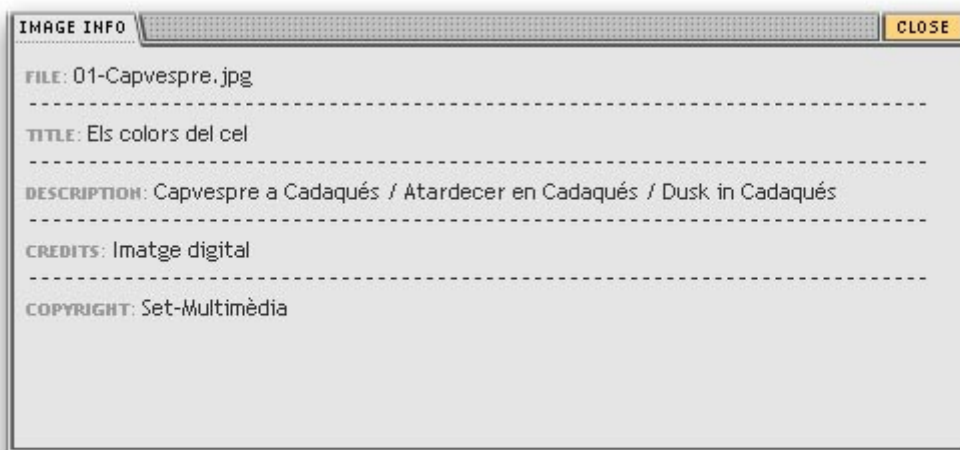 IMAGE INFO CLOSE
FILE: 01-Capvespre.jpg
TITLE: Els colors del cel
DESCRIPTION: Capvespre a Cadaqués / Atardecer en Cadaqués / Dusk in Cadaqués
CREDITS: Imatge digital
COPYRIGHT: Set-Multimèdia